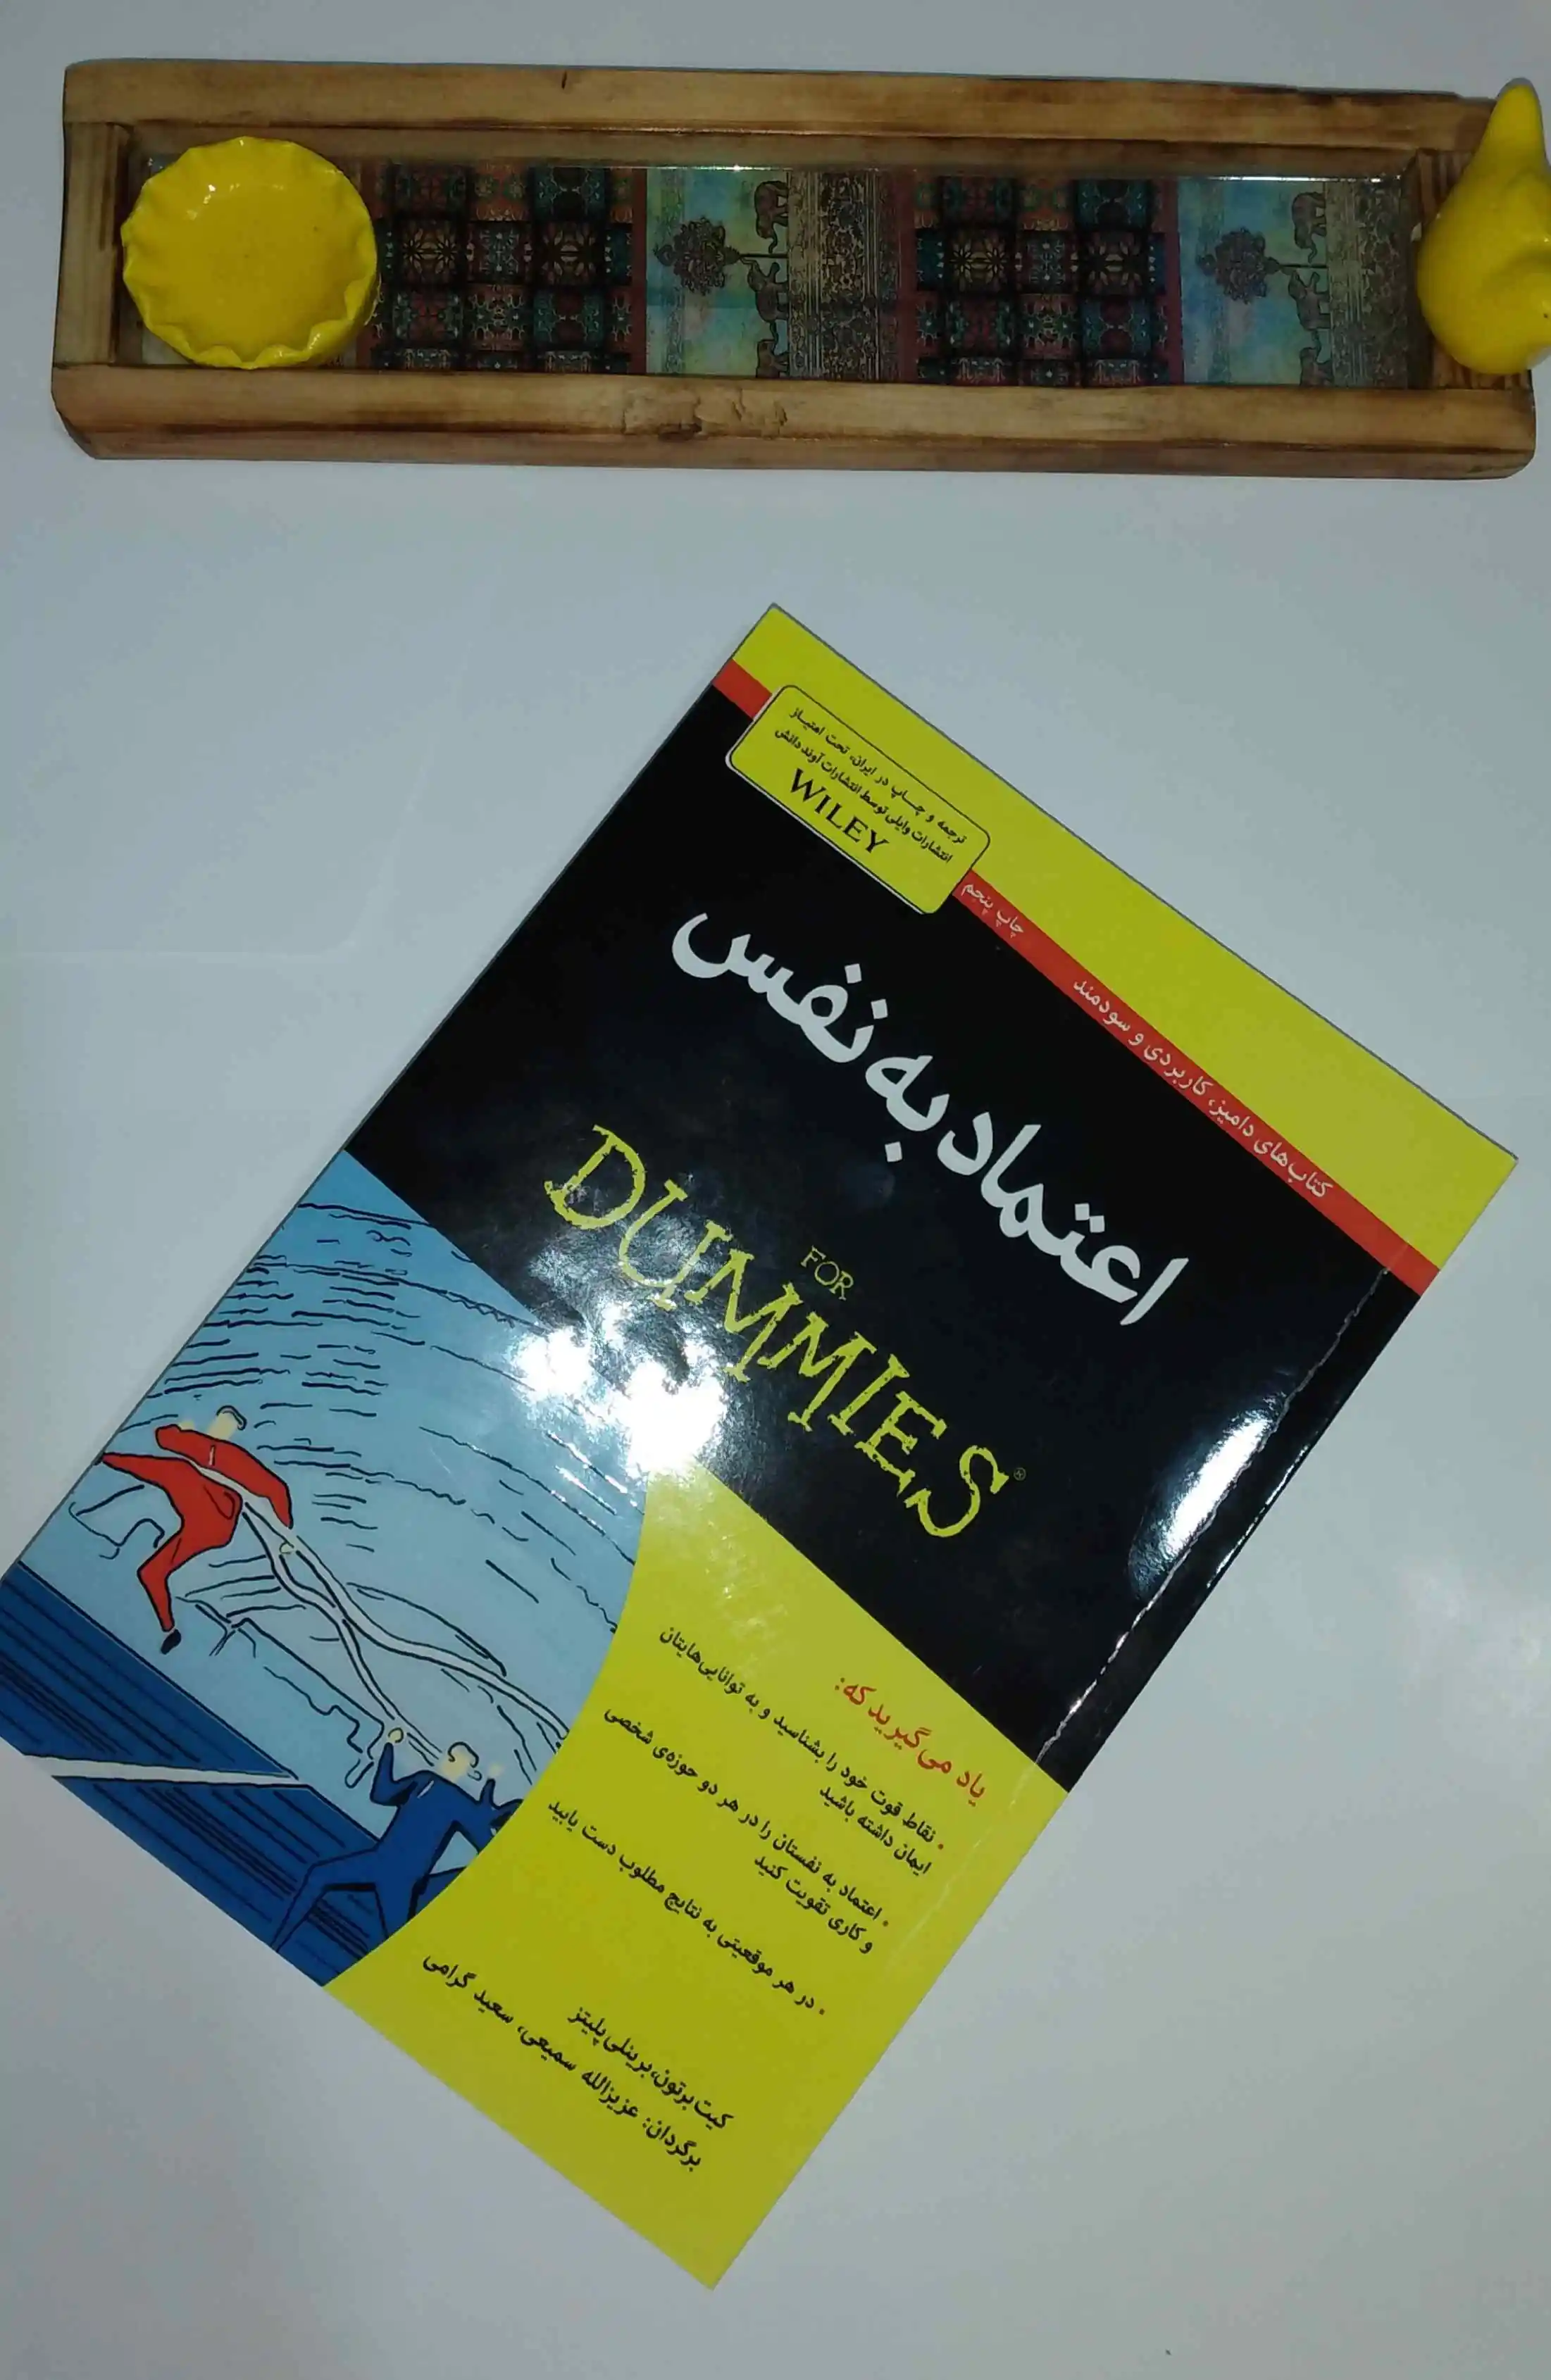 ترجمه و چاپ در ایران، تحت امتیاز
انتشارات وایلی توسط انتشارات آوند دانش
WILEY
چاپ پنجم
کتاب‌های دامیز، کاربردی و سودمند
اعتماد به نفس
FOR
DUMMIES®
یاد می‌گیرید که:
• نقاط قوت خود را بشناسید و به توانایی‌هایتان
ایمان داشته باشید
• اعتماد به نفستان را در هر دو حوزه‌ی شخصی
و کاری تقویت کنید
• در هر موقعیتی به نتایج مطلوب دست یابید
کیت برتون، برینلی پلیتز
برگردان: عزیزالله سمیعی، سعید گرامی